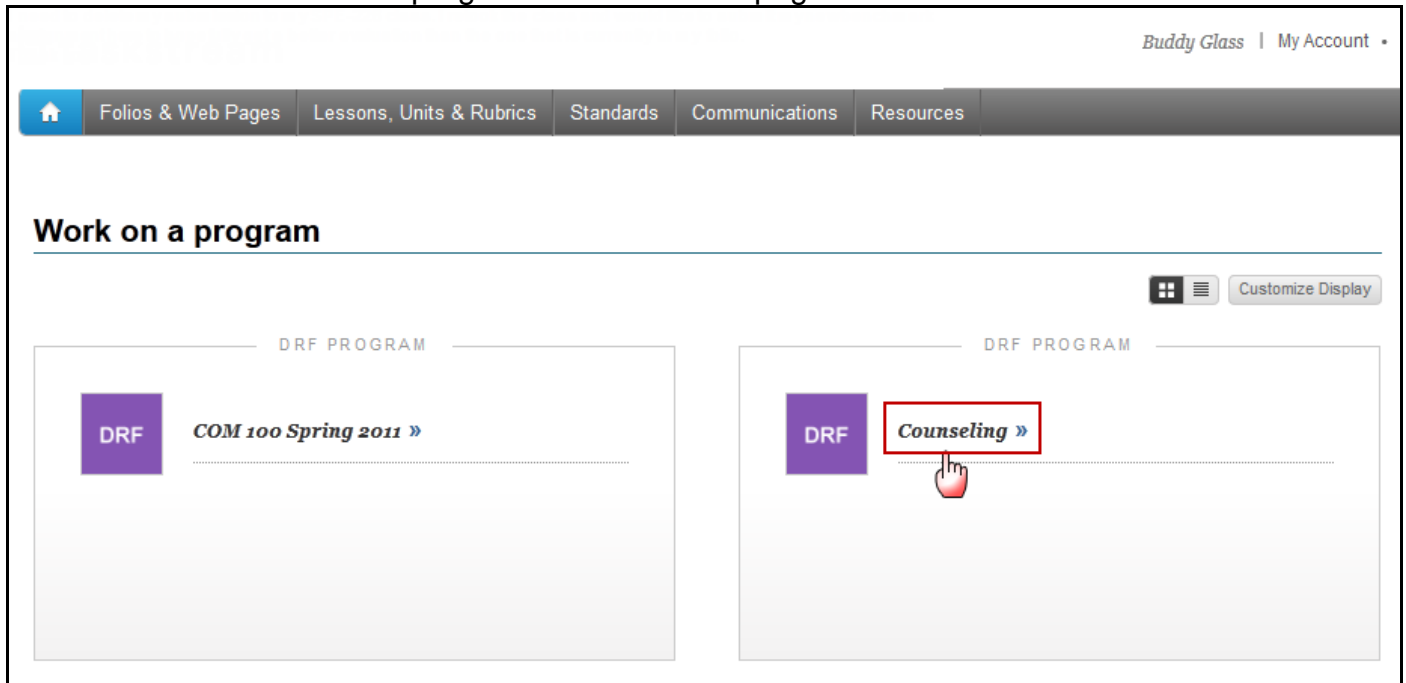 Buddy Glass | My Account •
Folios & Web Pages Lessons, Units & Rubrics Standards Communications Resources
Work on a program
Customize Display
DRF PROGRAM
DRF COM 100 Spring 2011 »
DRF PROGRAM
DRF Counseling »